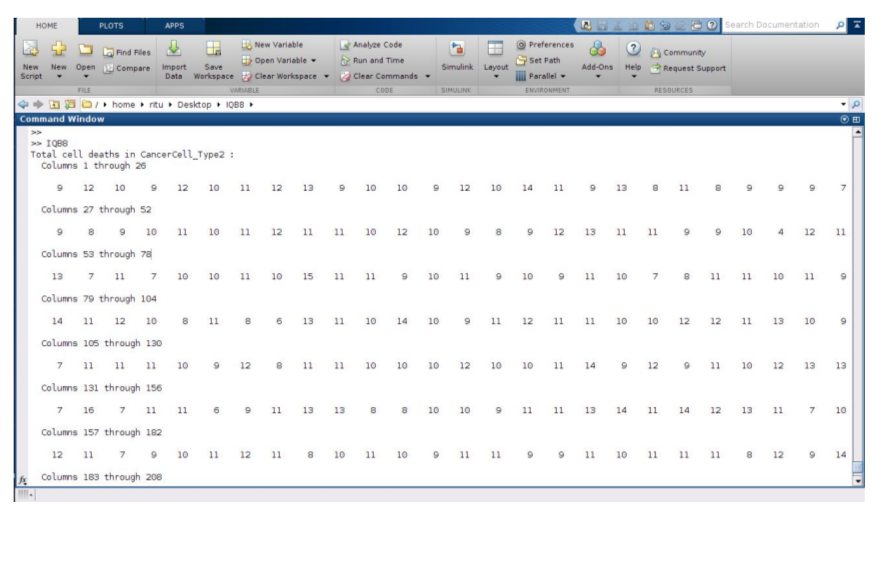 HOME PLOTS APPS Search Documentation
New Script New Open Find Files Compare Import Data Save Workspace New Variable Open Variable Clear Workspace Analyze Code Run and Time Clear Commands Simulink Layout Preferences Set Path Parallel Add-Ons Help Community Request Support
FILE VARIABLE CODE SIMULINK ENVIRONMENT RESOURCES
/ home ritu Desktop IQB8
Command Window
>>
>> IQB8
Total cell deaths in CancerCell_Type2 :
Columns 1 through 26
9 12 10 9 12 10 11 12 13 9 10 10 9 12 10 14 11 9 13 8 11 8 9 9 9 7
Columns 27 through 52
9 8 9 10 11 10 11 12 11 11 10 12 10 9 8 9 12 13 11 11 9 9 10 4 12 11
Columns 53 through 78
13 7 11 7 10 10 11 10 15 11 11 9 10 11 9 10 9 11 10 7 8 11 11 10 11 9
Columns 79 through 104
14 11 12 10 8 11 8 6 13 11 10 14 10 9 11 12 11 11 10 10 12 12 11 13 10 9
Columns 105 through 130
7 11 11 11 10 9 12 8 11 11 10 10 10 12 10 10 11 14 9 12 9 11 10 12 13 13
Columns 131 through 156
7 16 7 11 11 6 9 11 13 13 8 8 10 10 9 11 11 13 14 11 14 12 13 11 7 10
Columns 157 through 182
12 11 7 9 10 11 12 11 8 10 11 10 9 11 11 9 9 11 10 11 11 11 8 12 9 14
fx Columns 183 through 208